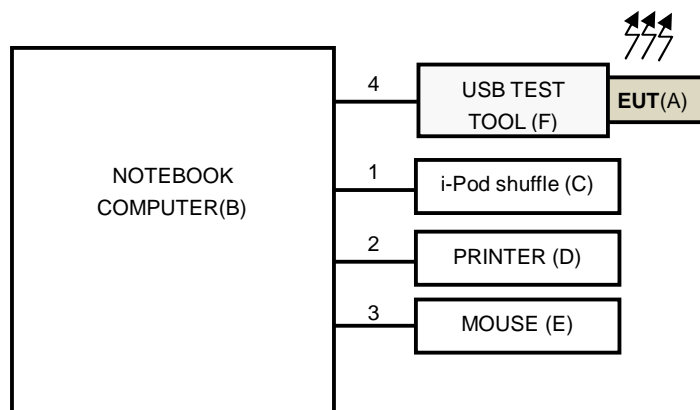 4
USB TEST
TOOL (F)
EUT(A)
NOTEBOOK
COMPUTER(B)
1
i-Pod shuffle (C)
2
PRINTER (D)
3
MOUSE (E)